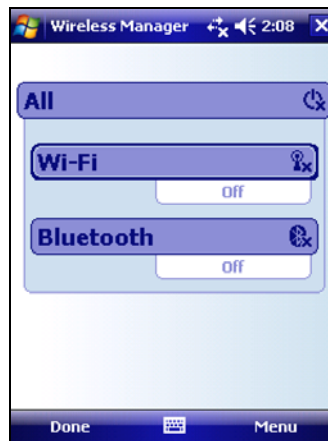 Wireless Manager 2:08
All
Wi-Fi
Off
Bluetooth
Off
Done Menu